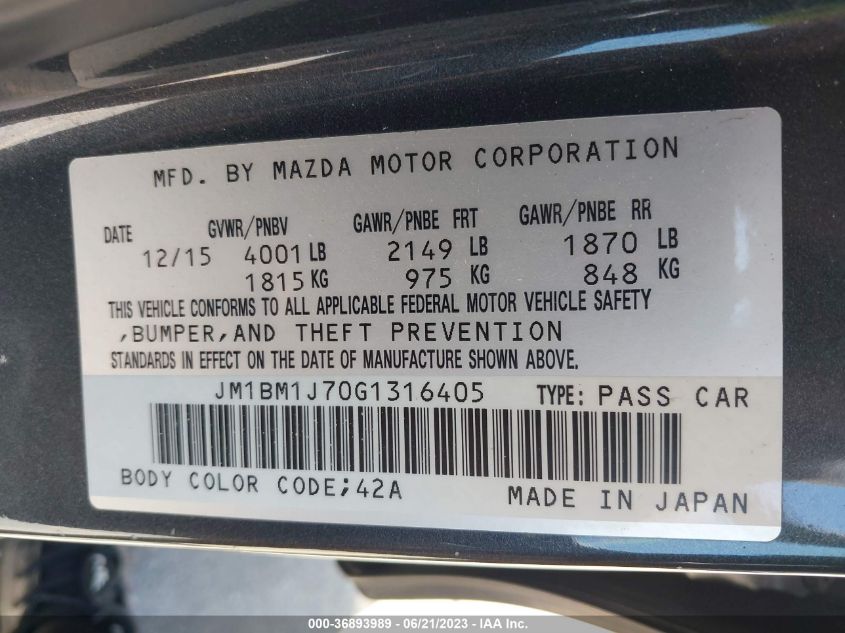 MFD. BY MAZDA MOTOR CORPORATION
DATE GVWR/PNBV GAWR/PNBE FRT GAWR/PNBE RR
12/15 4001 LB 2149 LB 1870 LB
1815 KG 975 KG 848 KG
THIS VEHICLE CONFORMS TO ALL APPLICABLE FEDERAL MOTOR VEHICLE SAFETY
,BUMPER,AND THEFT PREVENTION
STANDARDS IN EFFECT ON THE DATE OF MANUFACTURE SHOWN ABOVE.
JM1BM1J70G1316405 TYPE: PASS CAR
BODY COLOR CODE;42A MADE IN JAPAN
000-36893989 - 06/21/2023 - 1756752527